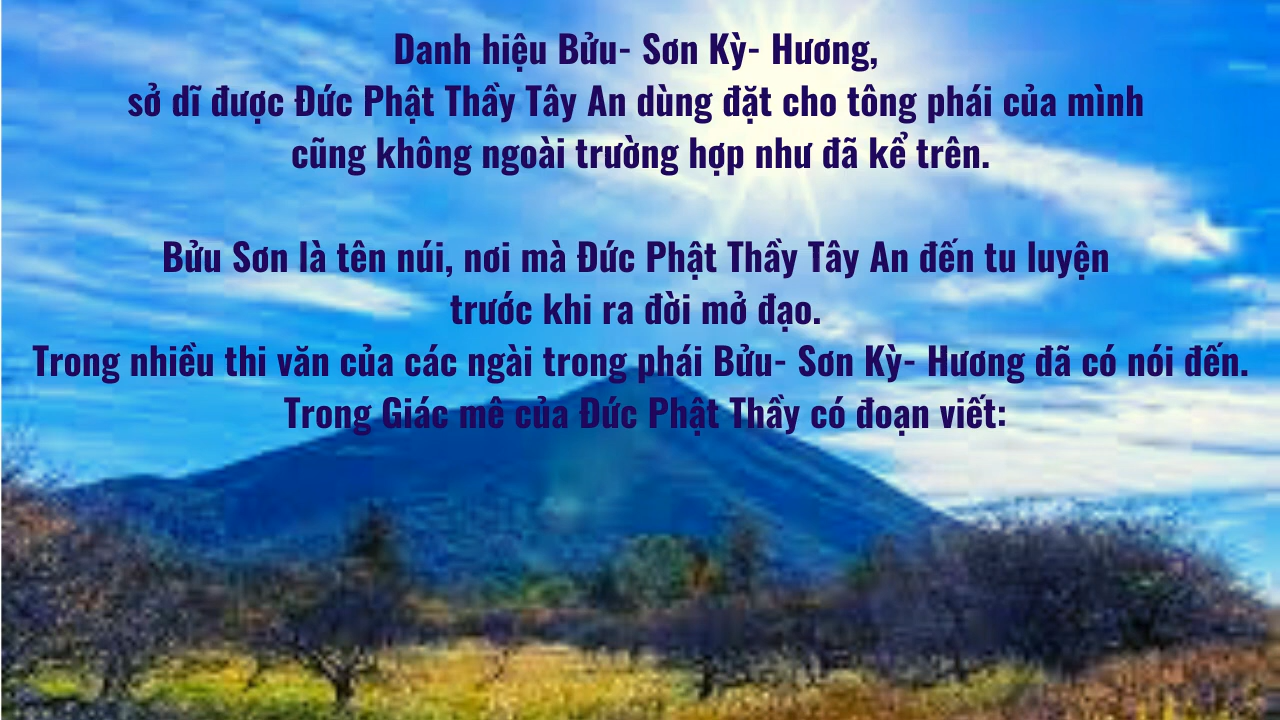 Danh hiệu Bửu- Sơn Kỳ- Hương,
sở dĩ được Đức Phật Thầy Tây An dùng đặt cho tông phái của mình
cũng không ngoài trường hợp như đã kể trên.
Bửu Sơn là tên núi, nơi mà Đức Phật Thầy Tây An đến tu luyện
trước khi ra đời mở đạo.
Trong nhiều thi văn của các ngài trong phái Bửu- Sơn Kỳ- Hương đã có nói đến.
Trong Giác mê của Đức Phật Thầy có đoạn viết: